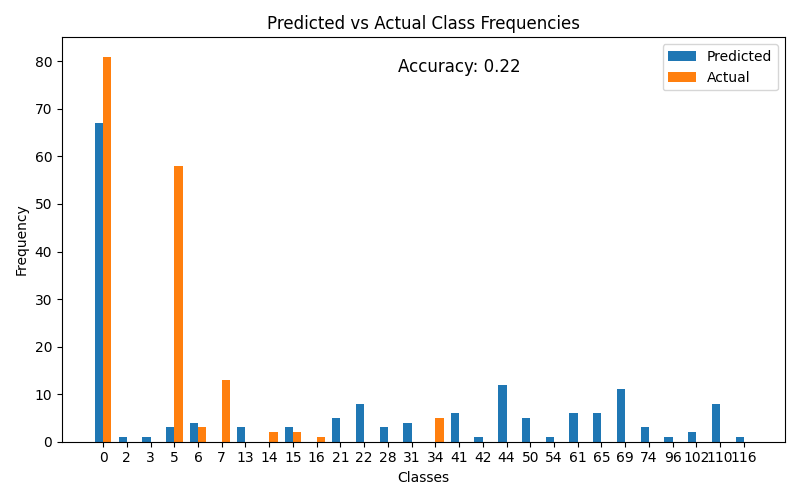 Predicted vs Actual Class Frequencies
Accuracy: 0.22
Predicted
Actual
Frequency
80
70
60
50
40
30
20
10
0
0 2 3 5 6 7 13 14 15 16 21 22 28 31 34 41 42 44 50 54 61 65 69 74 96 102 110 116
Classes